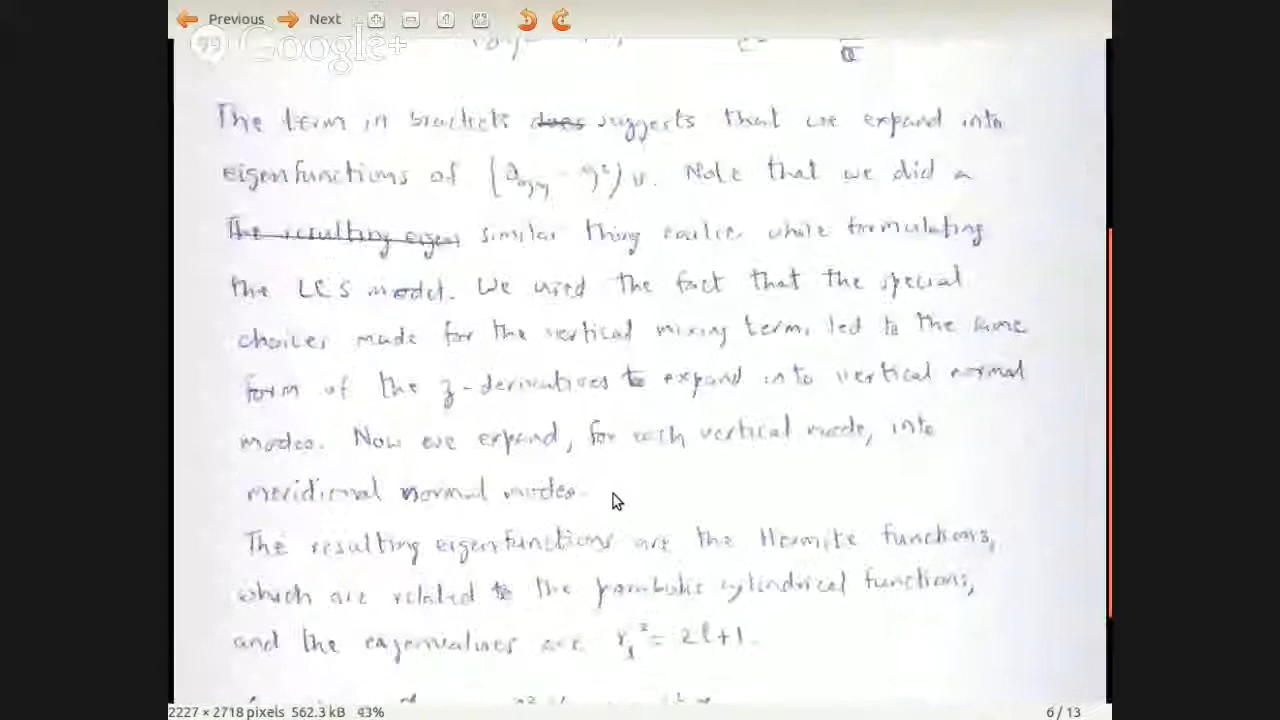 Previous Next
Google+
The term in brackets does suggests that we expand into
eigenfunctions of (∂ηη - η²) v. Note that we did a
The resulting eigen similar thing earlier while formulating
the LCS model. We used the fact that the special
choices made for the vertical mixing term, led to the same
form of the z-derivatives to expand into vertical normal
modes. Now we expand, for each vertical mode, into
meridional normal modes.
The resulting eigenfunctions are the Hermite functions,
which are related to the parabolic cylindrical functions,
and the eigenvalues are = 2l+1.
2227 × 2718 pixels 562.3 kB 43% 6 / 13